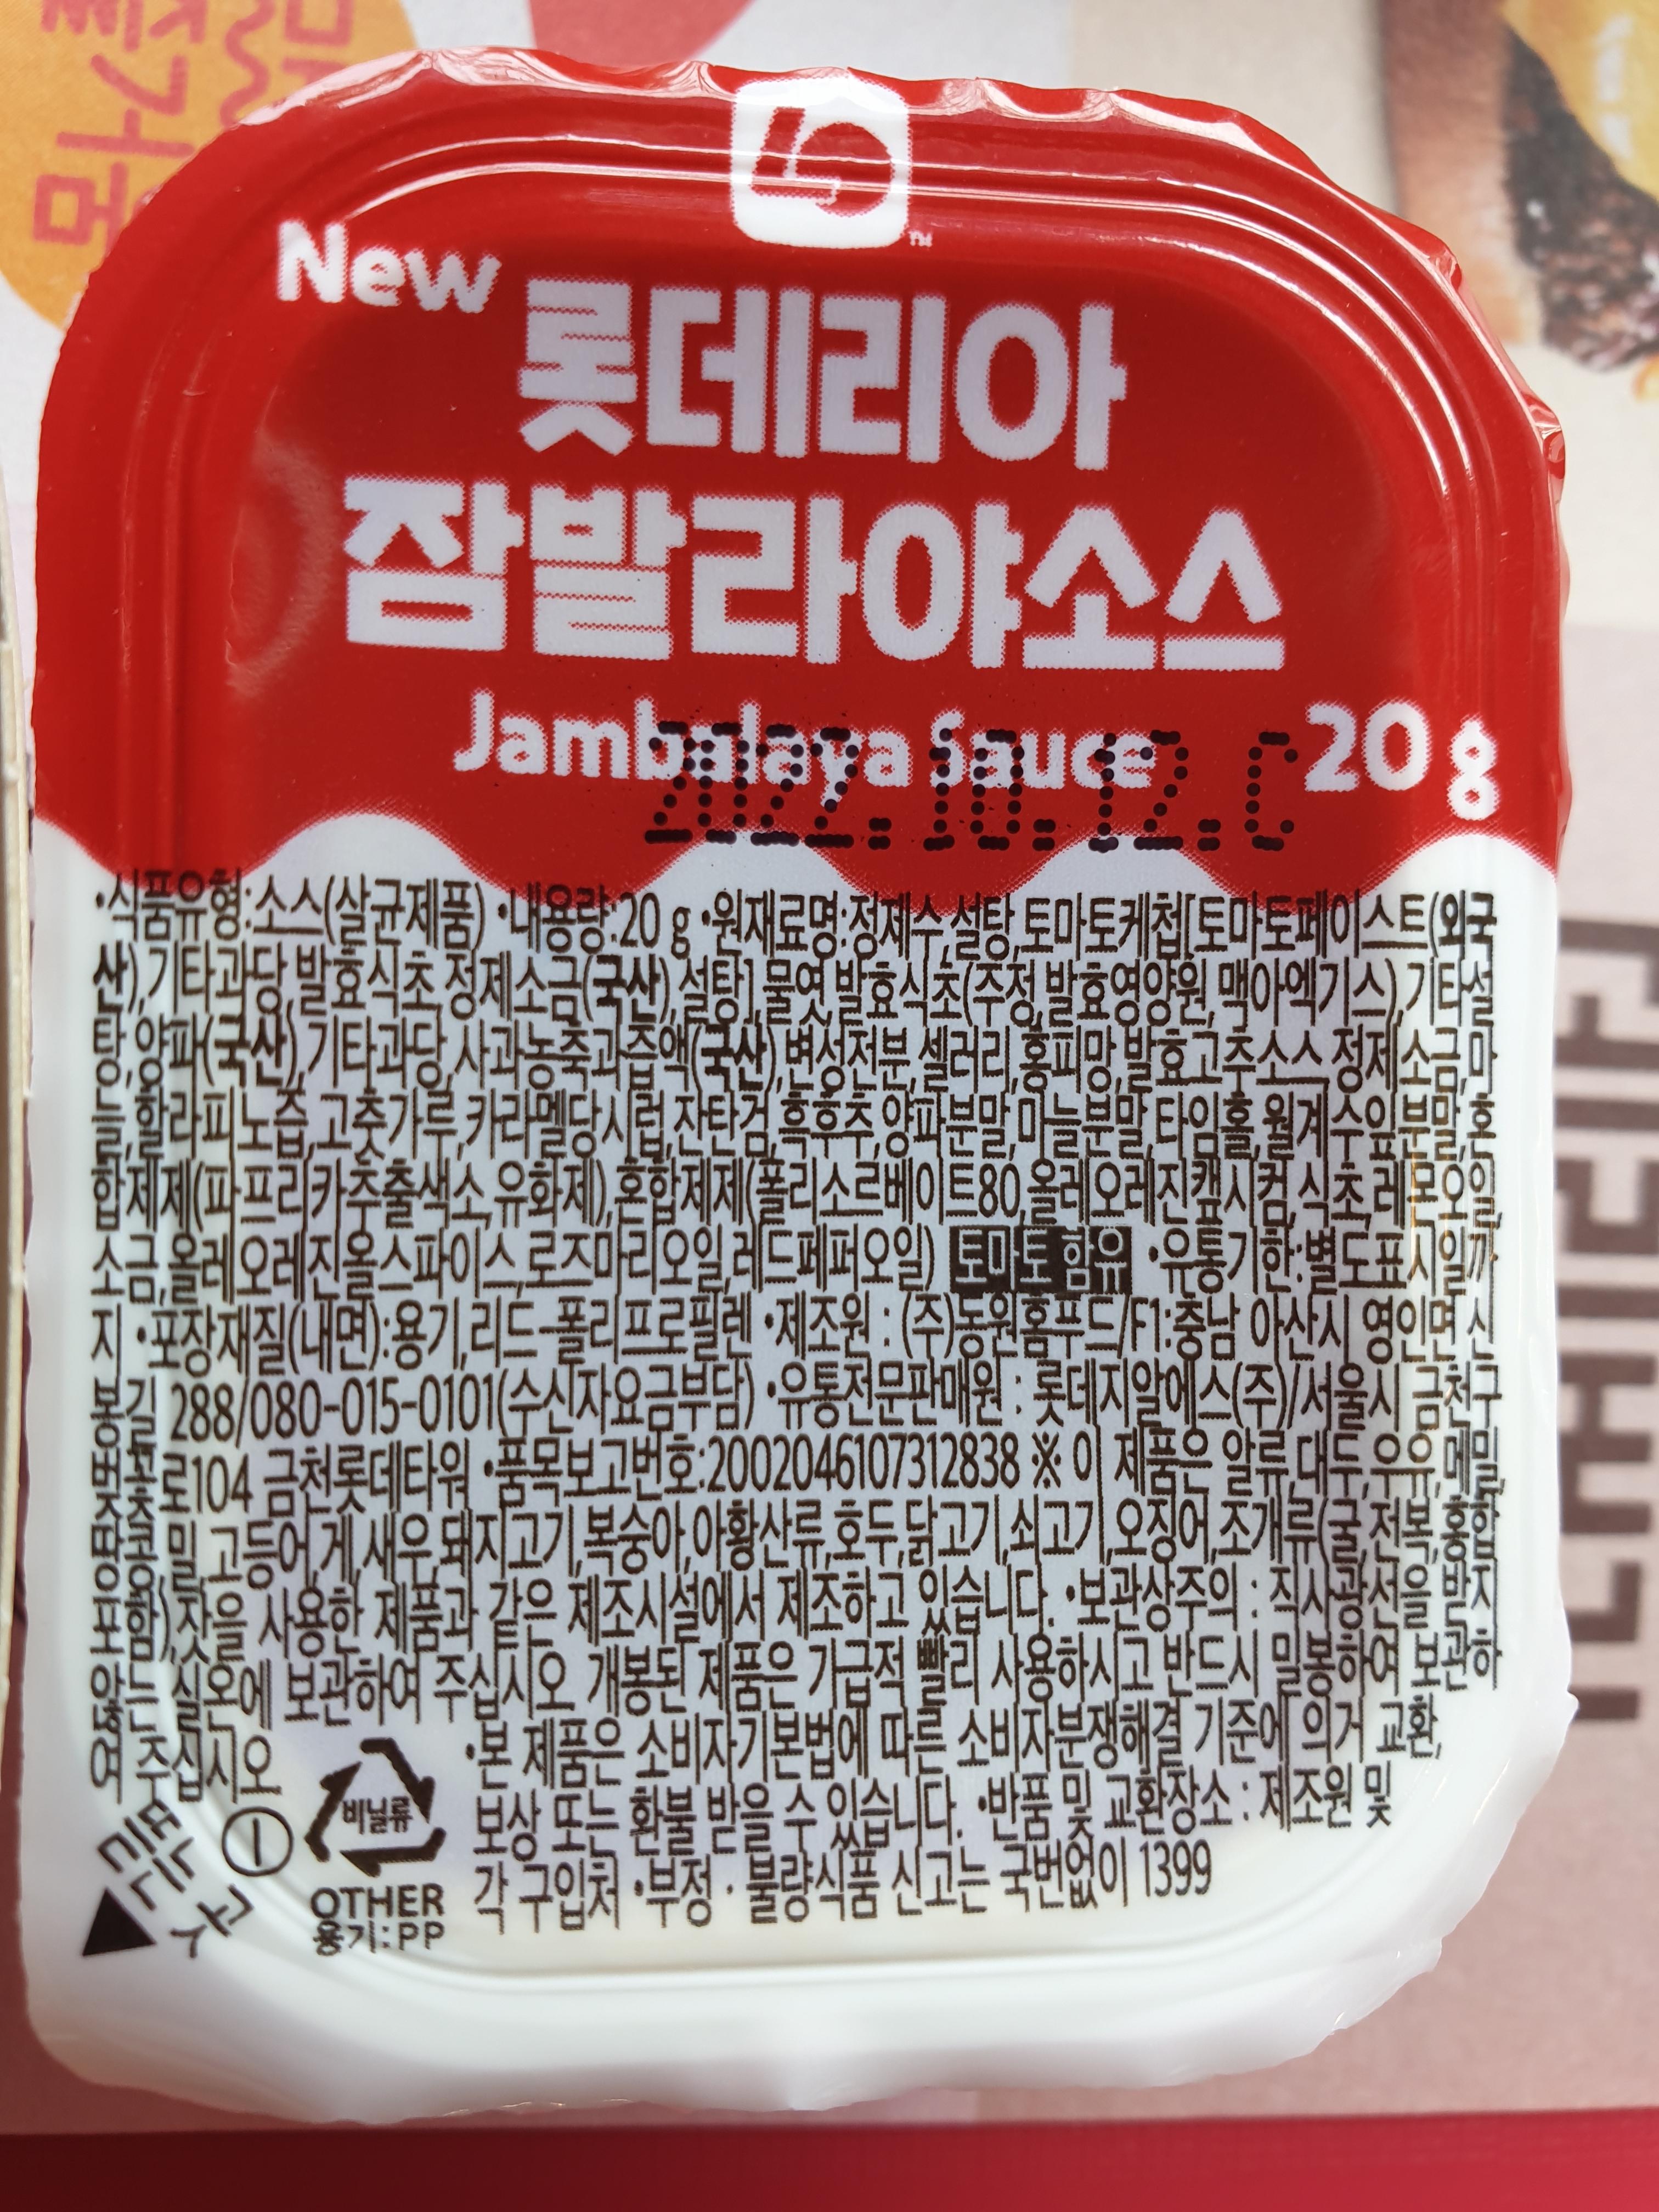 New 롯데리아
잠발라야소스
Jambalaya Sauce 20g
2022.10.12.C
•식품유형:소스(살균제품) •내용량:20 g •원재료명:정제수,설탕,토마토케첩[토마토페이스트(외국
산),기타과당,발효식초,정제소금(국산),설탕],물엿,발효식초(주정,발효영양원,맥아엑기스),기타설
탕,양파(국산),기타과당,사과농축과즙액(국산),변성전분,셀러리,홍피망,발효고추소스,정제소금,마
늘,할라피노즙,고춧가루,카라멜당시럽,잔탄검,흑후추,양파분말,마늘분말,타임홀,월계수잎분말,혼
합제제(파프리카추출색소,유화제),혼합제제(폴리소르베이트80,올레오레진캡시컴,식초,레몬오일,
소금,올레오레진올스파이스,로즈마리오일,레드페퍼오일) 토마토 함유 •유통기한:별도표시일까
지 •포장재질(내면):용기,리드-폴리프로필렌 •제조원 : (주)동원홈푸드/F1:충남 아산시 영인면 신
봉길 288/080-015-0101(수신자요금부담) •유통전문판매원 : 롯데지알에스(주)/서울시 금천구
벚꽃로104 금천롯데타워 •품목보고번호:2002046107312838 ※ 이 제품은 알류,대두,우유,메밀,
땅콩,밀,고등어,게,새우,돼지고기,복숭아,아황산류,호두,닭고기,쇠고기,오징어,조개류(굴,전복,홍합
포함),잣을 사용한 제품과 같은 제조시설에서 제조하고 있습니다. •보관상주의 : 직사광선을 받지
않는 실온에 보관하여 주십시오 개봉된 제품은 가급적 빨리 사용하시고 반드시 밀봉하여 보관하
여 주십시오
•본 제품은 소비자기본법에 따른 소비자분쟁해결 기준에 의거 교환,
보상 또는 환불 받을 수 있습니다. •반품 및 교환장소 : 제조원 및
각 구입처 •부정 · 불량식품 신고는 국번없이 1399
뜯는 곳
비닐류
OTHER
용기:PP